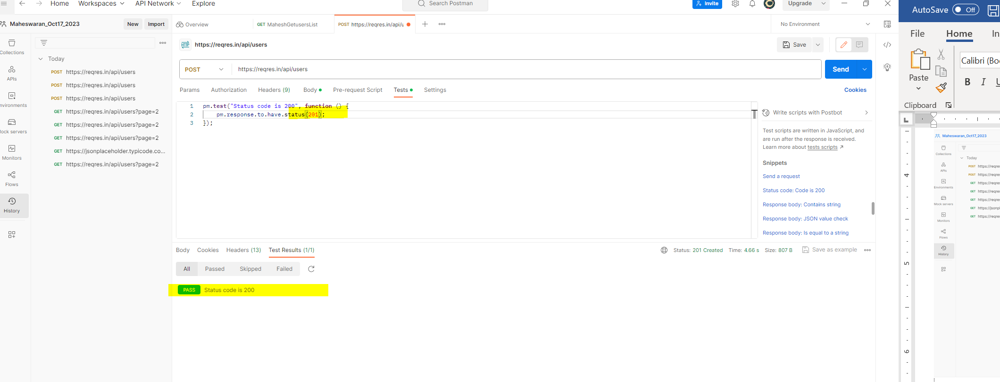 Home Workspaces API Network Explore
Search Postman
Invite
Upgrade
Maheswaran_Oct17_2023
New Import
Overview
GET MaheshGetusersList
POST https://reqres.in/api/u
No Environment
Collections
APIs
nvironments
lock servers
Monitors
Flows
History
Today
POST https://reqres.in/api/users
POST https://reqres.in/api/users
POST https://reqres.in/api/users
GET https://reqres.in/api/users?page=2
GET https://reqres.in/api/users?page=2
GET https://reqres.in/api/users?page=2
GET https://jsonplaceholder.typicode.co...
GET https://reqres.in/api/users?page=2
HTTP https://reqres.in/api/users
Save
POST https://reqres.in/api/users
Send
Params Authorization Headers (9) Body Pre-request Script Tests Settings
Cookies
1 pm.test("Status code is 200", function () {
2 pm.response.to.have.status(201);
3 });
Write scripts with Postbot
Test scripts are written in JavaScript, and
are run after the response is received.
Learn more about tests scripts
Snippets
Send a request
Status code: Code is 200
Response body: Contains string
Response body: JSON value check
Response body: Is equal to a string
Body Cookies Headers (13) Test Results (1/1)
Status: 201 Created Time: 4.66 s Size: 807 B Save as example
All Passed Skipped Failed
PASS Status code is 200
AutoSave Off
File Home In
Paste
Calibri (Boo
B I U
Clipboard
4
5
6
Maheswaran_Oct17_2023
Collections
APIs
Environments
Mock servers
Monitors
Flows
History
Today
POST https://reqres
POST https://reqres
GET https://reqres
GET https://reqres
GET https://reqres
GET https://jsonpl
GET https://reqres